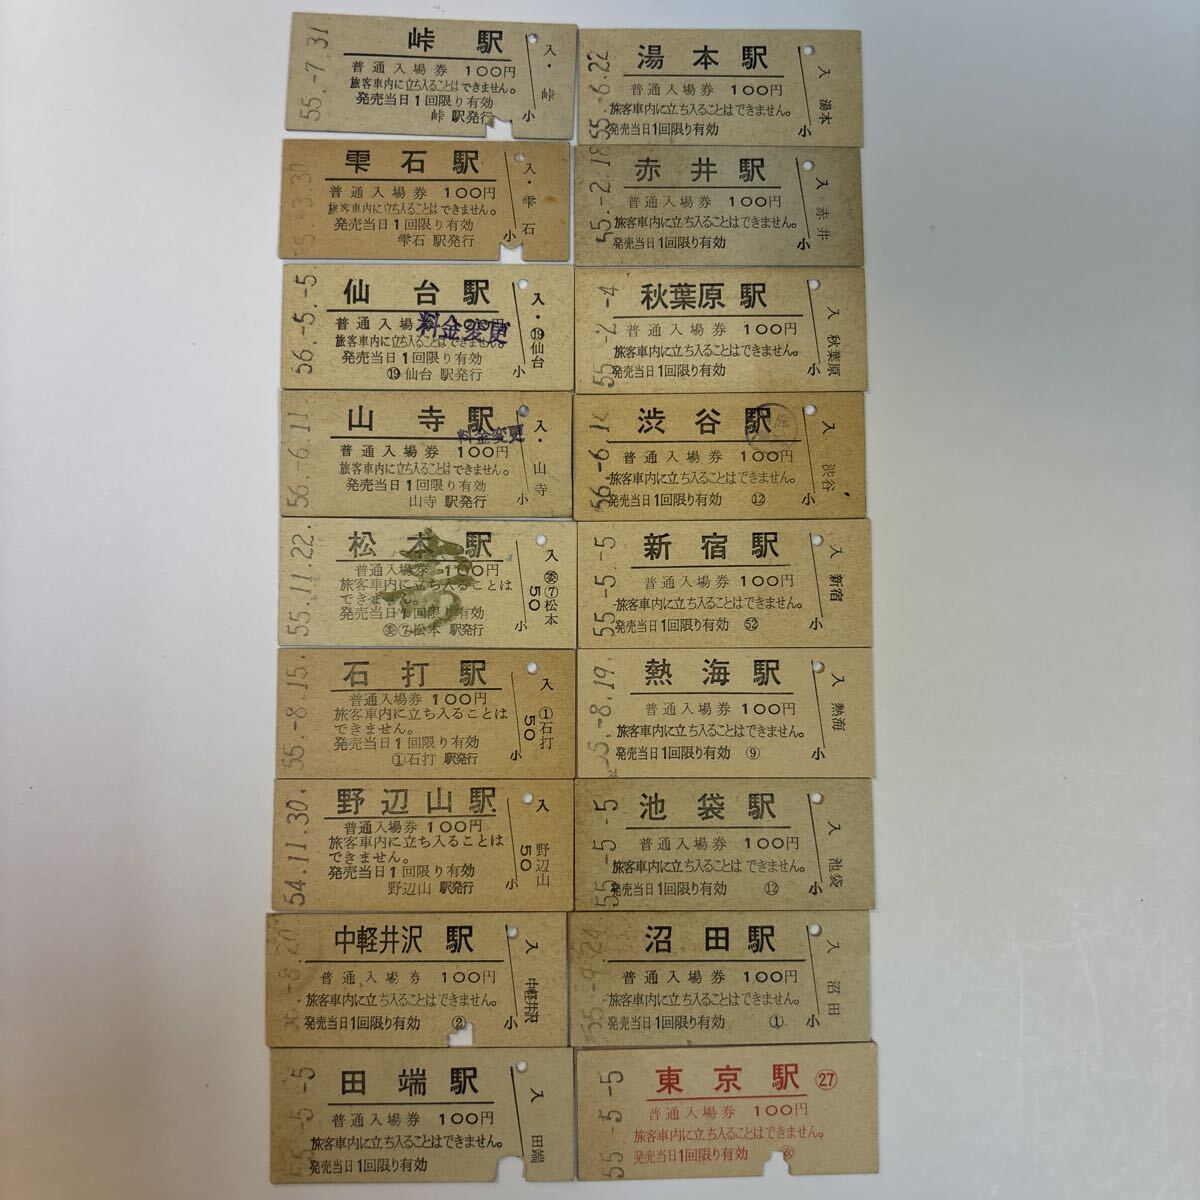 55.-7.31
峠駅
普通入場券 100円
旅客車内に立ち入ることはできません。
発売当日1回限り有効
峠 駅発行
入・峠
小
雫石駅
普通入場券 100円
旅客車内に立ち入ることはできません。
発売当日1回限り有効
雫石 駅発行
入・雫石
小
56.-5.-5
仙台駅
普通入場券 100円
料金変更
旅客車内に立ち入ることはできません。
発売当日1回限り有効
⑲仙台 駅発行
入・⑲仙台
小
56.-6.11
山寺駅
料金変更
普通入場券 100円
旅客車内に立ち入ることはできません。
発売当日1回限り有効
山寺 駅発行
入・山寺
小
55.11.22
松本駅
普通入場券 100円
旅客車内に立ち入ることは
できません。
発売当日1回限り有効
委⑦松本 駅発行
入 委⑦松本
50
小
55.-8.15
石打駅
普通入場券 100円
旅客車内に立ち入ることは
できません。
発売当日1回限り有効
①石打 駅発行
入 ①石打
50
小
54.11.30
野辺山駅
普通入場券 100円
旅客車内に立ち入ることは
できません。
発売当日1回限り有効
野辺山 駅発行
入 野辺山
50
小
中軽井沢駅
普通入場券 100円
旅客車内に立ち入ることはできません。
発売当日1回限り有効 ②
入 中軽井沢
小
55.-5.-5
田端駅
普通入場券 100円
旅客車内に立ち入ることはできません。
発売当日1回限り有効
入 田端
55.-6.22
湯本駅
普通入場券 100円
旅客車内に立ち入ることはできません。
発売当日1回限り有効
入 湯本
小
55.-2.18
赤井駅
普通入場券 100円
旅客車内に立ち入ることはできません。
発売当日1回限り有効
入 赤井
小
55.-2.-4
秋葉原駅
普通入場券 100円
旅客車内に立ち入ることはできません。
発売当日1回限り有効
入 秋葉原
小
56.-6.14
渋谷駅
普通入場券 100円
旅客車内に立ち入ることはできません。
発売当日1回限り有効 ⑫
入 渋谷
小
55.-5.-5
新宿駅
普通入場券 100円
旅客車内に立ち入ることはできません。
発売当日1回限り有効 52
入 新宿
小
55.-8.19
熱海駅
普通入場券 100円
旅客車内に立ち入ることはできません。
発売当日1回限り有効 ⑨
入 熱海
小
55.-5.-5
池袋駅
普通入場券 100円
旅客車内に立ち入ることはできません。
発売当日1回限り有効 ⑫
入 池袋
小
55.-9.24
沼田駅
普通入場券 100円
旅客車内に立ち入ることはできません。
発売当日1回限り有効 ①
入 沼田
小
55.-5.-5
東京駅 ㉗
普通入場券 100円
旅客車内に立ち入ることはできません。
発売当日1回限り有効